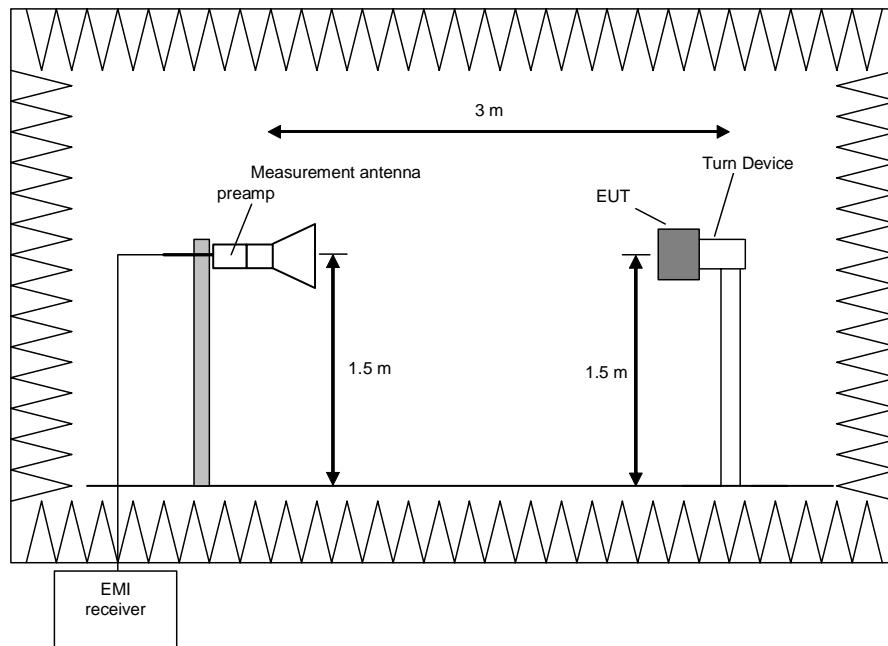 3 m
Measurement antenna
preamp
Turn Device
EUT
1.5 m
1.5 m
EMI
receiver